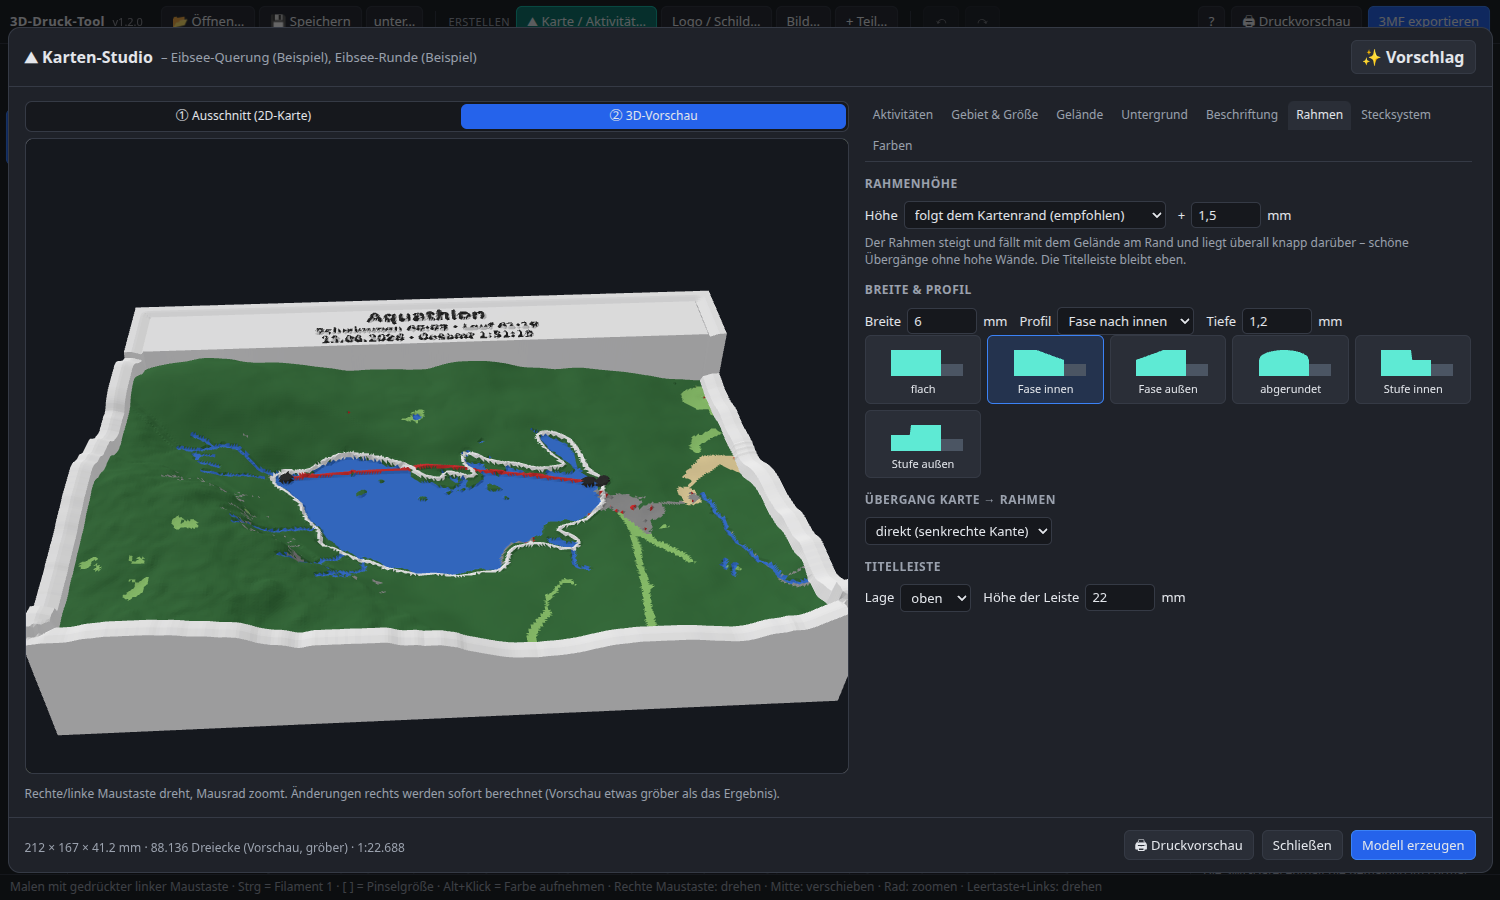 3D-Druck-Tool v1.2.0 📂 Öffnen... 💾 Speichern unter... ERSTELLEN ▲ Karte / Aktivität... Logo / Schild... Bild... + Teil... ↶ ↷ ? 🖨 Druckvorschau 3MF exportieren
▲ Karten-Studio – Eibsee-Querung (Beispiel), Eibsee-Runde (Beispiel) ✨ Vorschlag
① Ausschnitt (2D-Karte) ② 3D-Vorschau
Aktivitäten Gebiet & Größe Gelände Untergrund Beschriftung Rahmen Stecksystem
Farben
RAHMENHÖHE
Höhe folgt dem Kartenrand (empfohlen) + 1,5 mm
Der Rahmen steigt und fällt mit dem Gelände am Rand und liegt überall knapp darüber – schöne
Übergänge ohne hohe Wände. Die Titelleiste bleibt eben.
BREITE & PROFIL
Breite 6 mm Profil Fase nach innen Tiefe 1,2 mm
flach Fase innen Fase außen abgerundet Stufe innen
Stufe außen
ÜBERGANG KARTE → RAHMEN
direkt (senkrechte Kante)
TITELLEISTE
Lage oben Höhe der Leiste 22 mm
Aquathlon
Rechte/linke Maustaste dreht, Mausrad zoomt. Änderungen rechts werden sofort berechnet (Vorschau etwas gröber als das Ergebnis).
212 × 167 × 41.2 mm · 88.136 Dreiecke (Vorschau, gröber) · 1:22.688 🖨 Druckvorschau Schließen Modell erzeugen
Malen mit gedrückter linker Maustaste · Strg = Filament 1 · [ ] = Pinselgröße · Alt+Klick = Farbe aufnehmen · Rechte Maustaste: drehen · Mitte: verschieben · Rad: zoomen · Leertaste+Links: drehen